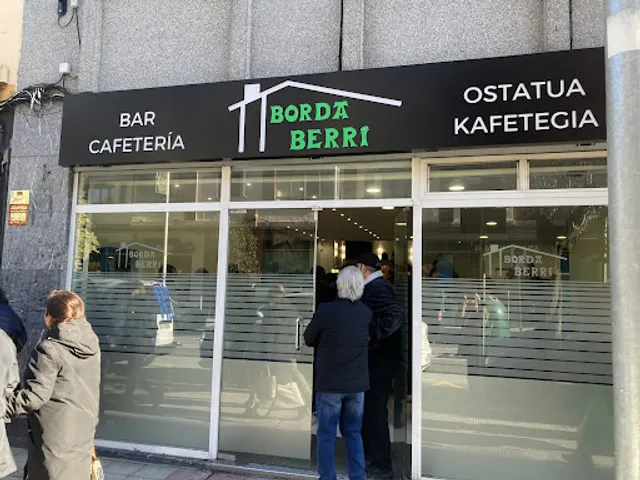 BAR
CAFETERÍA
BORDA
BERRI
OSTATUA
KAFETEGIA
BORDA
BERRI
BORDA
BERRI